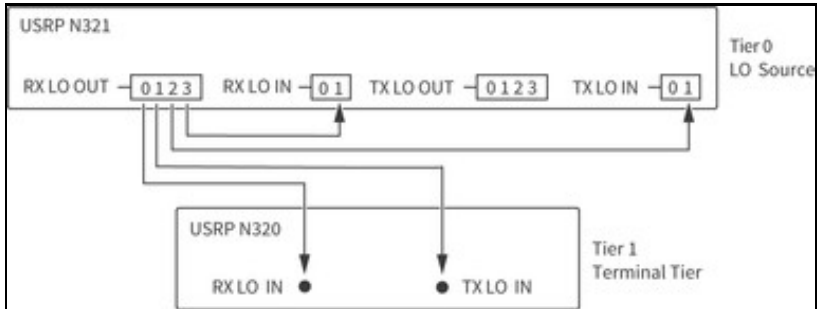 USRP N321
Tier 0
LO Source
RX LO OUT 0 1 2 3 RX LO IN 0 1 TX LO OUT 0 1 2 3 TX LO IN 0 1
USRP N320
Tier 1
Terminal Tier
RX LO IN TX LO IN